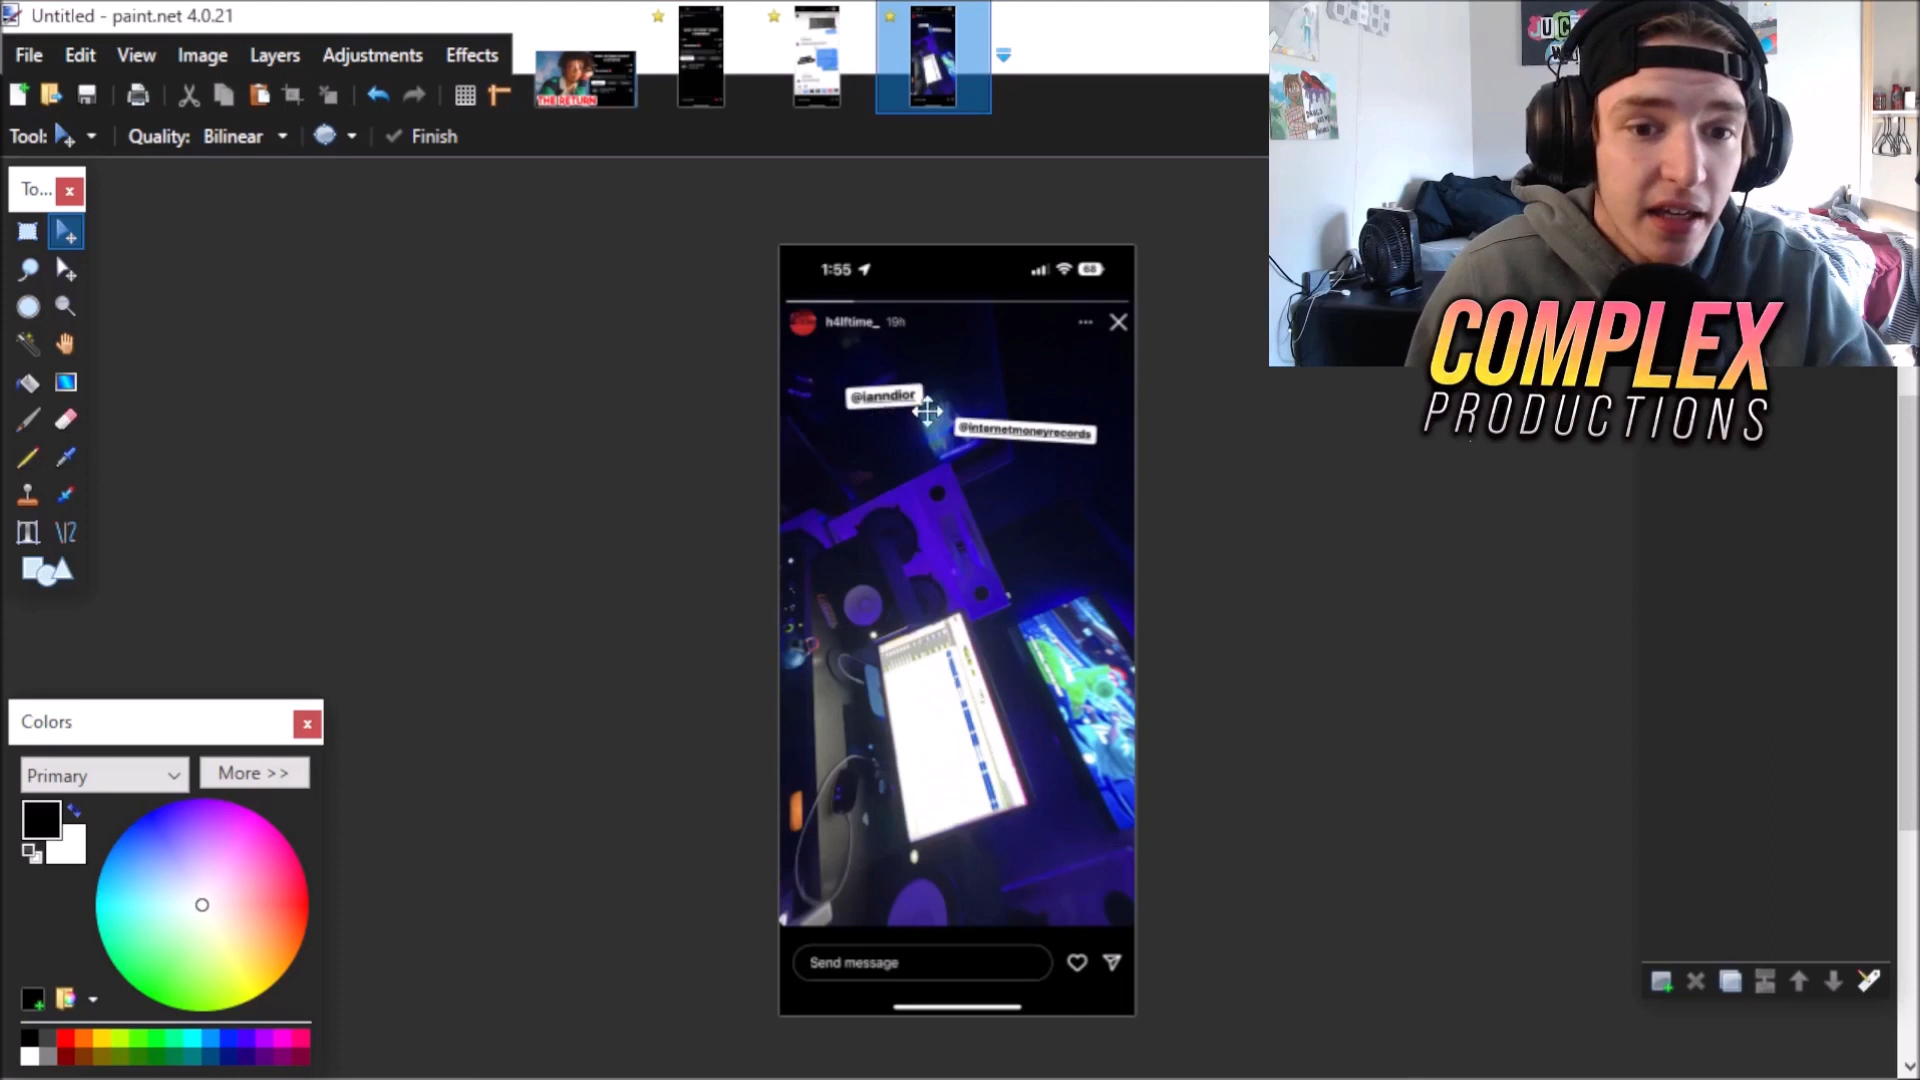 Untitled - paint.net 4.0.21
File Edit View Image Layers Adjustments Effects
THE RETURN
Tool: Quality: Bilinear Finish
To...
1:55 68
h4lftime_ 19h
@ianndior
@internetmoneyrecords
Send message
Colors
Primary More >>
COMPLEX
PRODUCTIONS